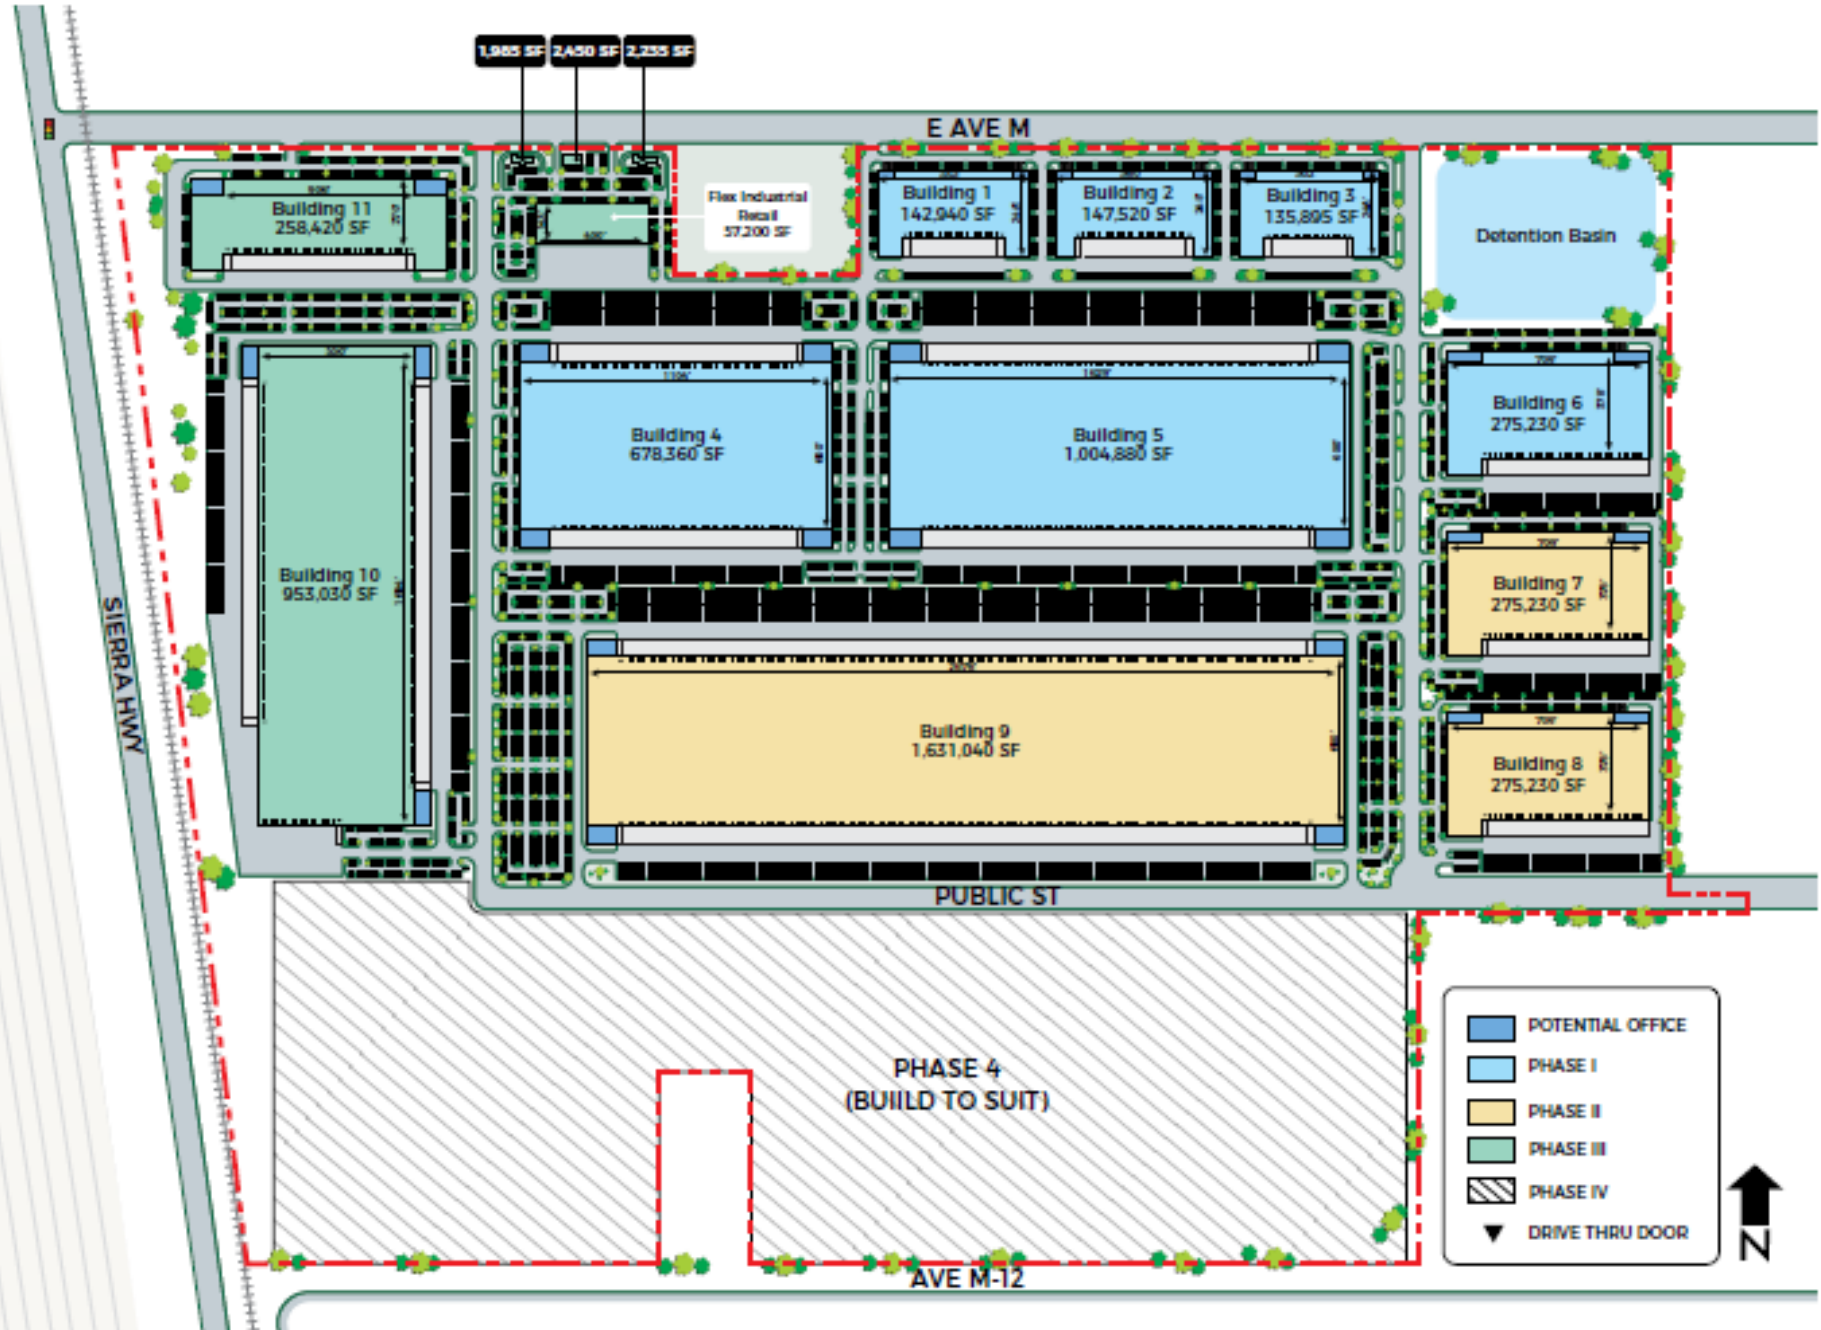 1,985 SF
2,450 SF
2,235 SF
E AVE M
Building 11
258,420 SF
Flex Industrial
Retail
57,200 SF
Building 1
142,940 SF
Building 2
147,520 SF
Building 3
135,895 SF
Detention Basin
Building 4
678,360 SF
Building 5
1,004,880 SF
Building 6
275,230 SF
Building 10
953,030 SF
Building 7
275,230 SF
SIERRA HWY
Building 9
1,631,040 SF
Building 8
275,230 SF
PUBLIC ST
PHASE 4
(BUIILD TO SUIT)
POTENTIAL OFFICE
PHASE I
PHASE II
PHASE III
PHASE IV
DRIVE THRU DOOR
N
AVE M-12